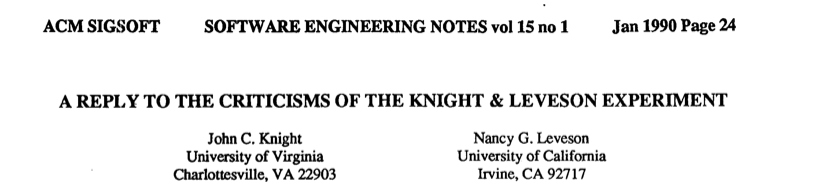 ACM SIGSOFT SOFTWARE ENGINEERING NOTES vol 15 no 1 Jan 1990 Page 24
A REPLY TO THE CRITICISMS OF THE KNIGHT & LEVESON EXPERIMENT
John C. Knight Nancy G. Leveson
University of Virginia University of California
Charlottesville, VA 22903 Irvine, CA 92717